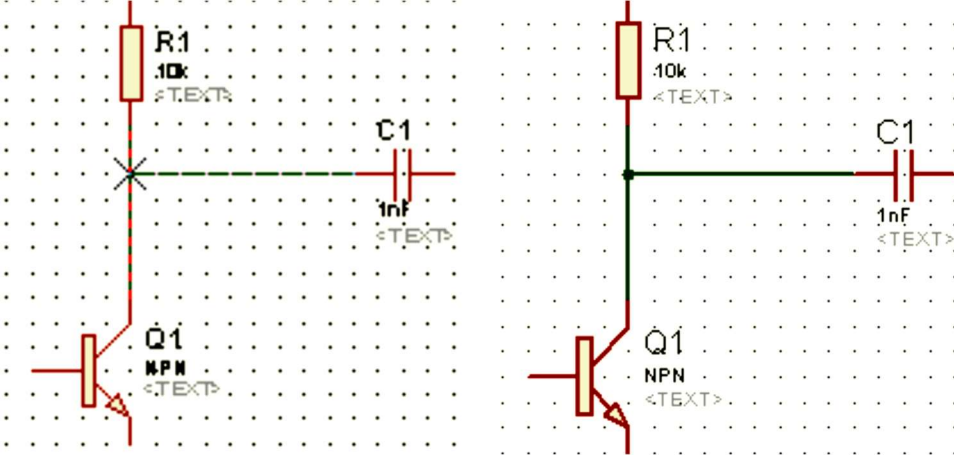 R1
10k
<TEXT>
C1
1nF
<TEXT>
Q1
NPN
<TEXT>
R1
10k
<TEXT>
C1
1nF
<TEXT>
Q1
NPN
<TEXT>